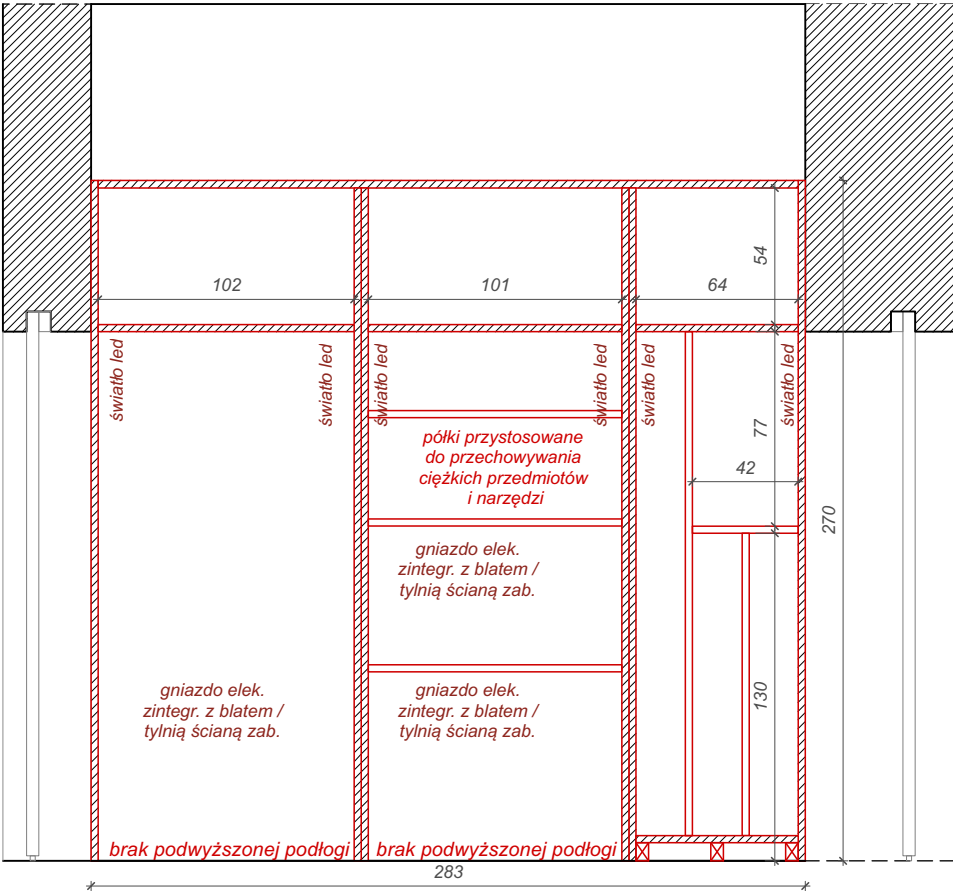 54
102
101
64
światło led
światło led
światło led
światło led
światło led
światło led
półki przystosowane
do przechowywania
ciężkich przedmiotów
i narzędzi
77
42
270
gniazdo elek.
zintegr. z blatem /
tylnią ścianą zab.
gniazdo elek.
zintegr. z blatem /
tylnią ścianą zab.
gniazdo elek.
zintegr. z blatem /
tylnią ścianą zab.
130
brak podwyższonej podłogi
brak podwyższonej podłogi
283